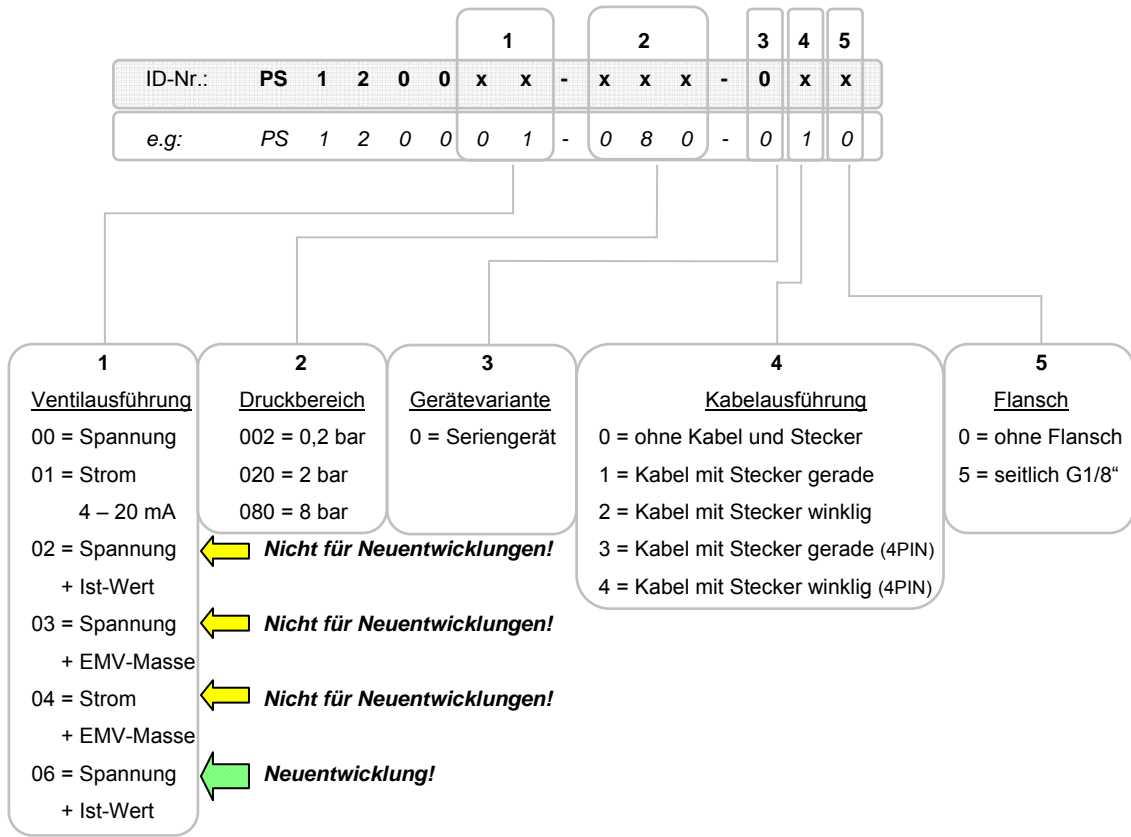 1 2 3 4 5
ID-Nr.: PS 1 2 0 0 x x - x x x - 0 x x
e.g: PS 1 2 0 0 0 1 - 0 8 0 - 0 1 0
1
Ventilausführung
00 = Spannung
01 = Strom
4 – 20 mA
02 = Spannung
+ Ist-Wert
03 = Spannung
+ EMV-Masse
04 = Strom
+ EMV-Masse
06 = Spannung
+ Ist-Wert
2
Druckbereich
002 = 0,2 bar
020 = 2 bar
080 = 8 bar
Nicht für Neuentwicklungen!
Nicht für Neuentwicklungen!
Nicht für Neuentwicklungen!
Neuentwicklung!
3
Gerätevariante
0 = Seriengerät
4
Kabelausführung
0 = ohne Kabel und Stecker
1 = Kabel mit Stecker gerade
2 = Kabel mit Stecker winklig
3 = Kabel mit Stecker gerade (4PIN)
4 = Kabel mit Stecker winklig (4PIN)
5
Flansch
0 = ohne Flansch
5 = seitlich G1/8“